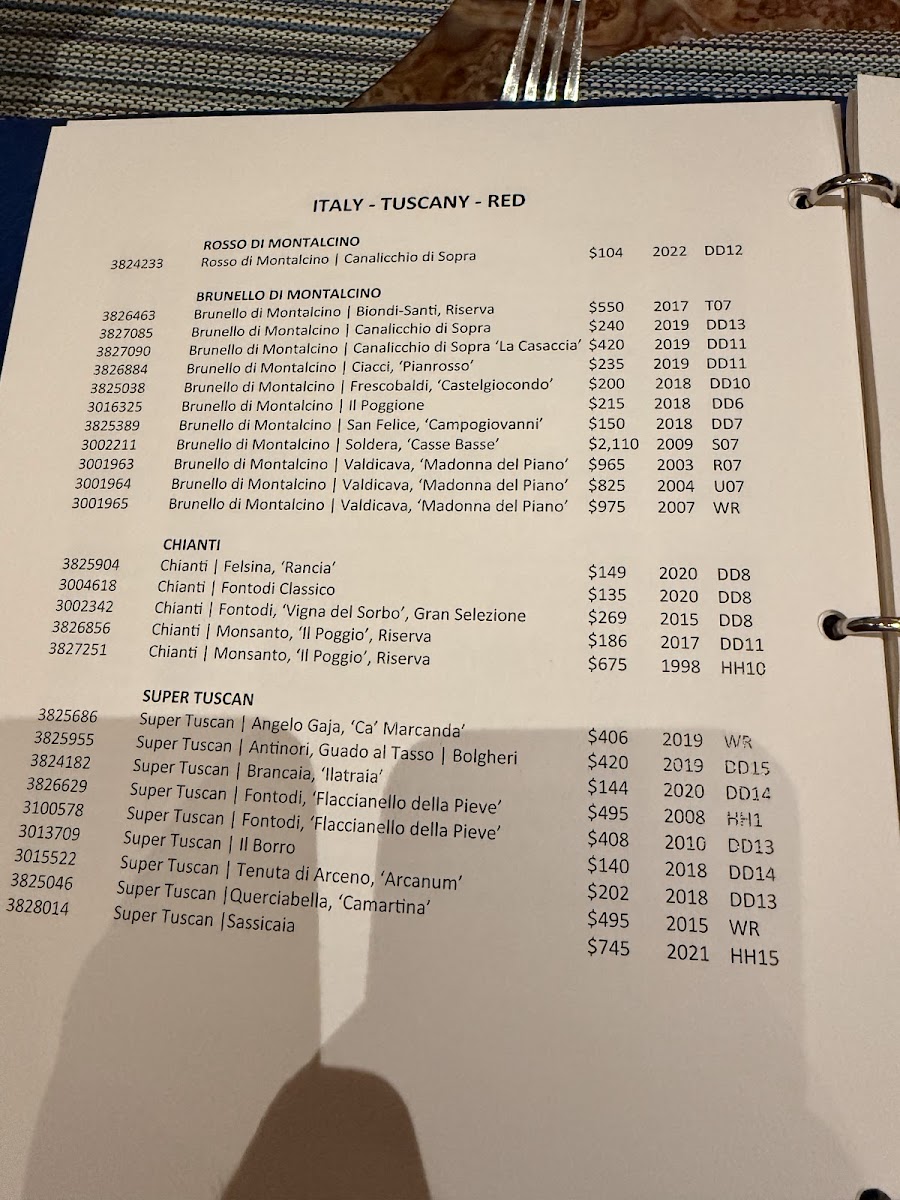 ITALY - TUSCANY - RED
ROSSO DI MONTALCINO
3824233 Rosso di Montalcino | Canalicchio di Sopra $104 2022 DD12
BRUNELLO DI MONTALCINO
3826463 Brunello di Montalcino | Biondi-Santi, Riserva $550 2017 T07
3827085 Brunello di Montalcino | Canalicchio di Sopra $240 2019 DD13
3827090 Brunello di Montalcino | Canalicchio di Sopra ‘La Casaccia’ $420 2019 DD11
3826884 Brunello di Montalcino | Ciacci, ‘Pianrosso’ $235 2019 DD11
3825038 Brunello di Montalcino | Frescobaldi, ‘Castelgiocondo’ $200 2018 DD10
3016325 Brunello di Montalcino | Il Poggione $215 2018 DD6
3825389 Brunello di Montalcino | San Felice, ‘Campogiovanni’ $150 2018 DD7
3002211 Brunello di Montalcino | Soldera, ‘Casse Basse’ $2,110 2009 S07
3001963 Brunello di Montalcino | Valdicava, ‘Madonna del Piano’ $965 2003 R07
3001964 Brunello di Montalcino | Valdicava, ‘Madonna del Piano’ $825 2004 U07
3001965 Brunello di Montalcino | Valdicava, ‘Madonna del Piano’ $975 2007 WR
CHIANTI
3825904 Chianti | Felsina, ‘Rancia’ $149 2020 DD8
3004618 Chianti | Fontodi Classico $135 2020 DD8
3002342 Chianti | Fontodi, ‘Vigna del Sorbo’, Gran Selezione $269 2015 DD8
3826856 Chianti | Monsanto, ‘Il Poggio’, Riserva $186 2017 DD11
3827251 Chianti | Monsanto, ‘Il Poggio’, Riserva $675 1998 HH10
SUPER TUSCAN
3825686 Super Tuscan | Angelo Gaja, ‘Ca’ Marcanda’ $406 2019 WR
3825955 Super Tuscan | Antinori, Guado al Tasso | Bolgheri $420 2019 DD15
3824182 Super Tuscan | Brancaia, ‘Ilatraia’ $144 2020 DD14
3826629 Super Tuscan | Fontodi, ‘Flaccianello della Pieve’ $495 2008 HH1
3100578 Super Tuscan | Fontodi, ‘Flaccianello della Pieve’ $408 2010 DD13
3013709 Super Tuscan | Il Borro $140 2018 DD14
3015522 Super Tuscan | Tenuta di Arceno, ‘Arcanum’ $202 2018 DD13
3825046 Super Tuscan |Querciabella, ‘Camartina’ $495 2015 WR
3828014 Super Tuscan |Sassicaia $745 2021 HH15